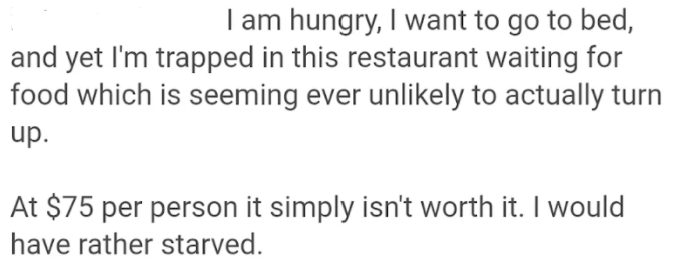 I am hungry, I want to go to bed,
and yet I'm trapped in this restaurant waiting for
food which is seeming ever unlikely to actually turn
up.
At $75 per person it simply isn't worth it. I would
have rather starved.